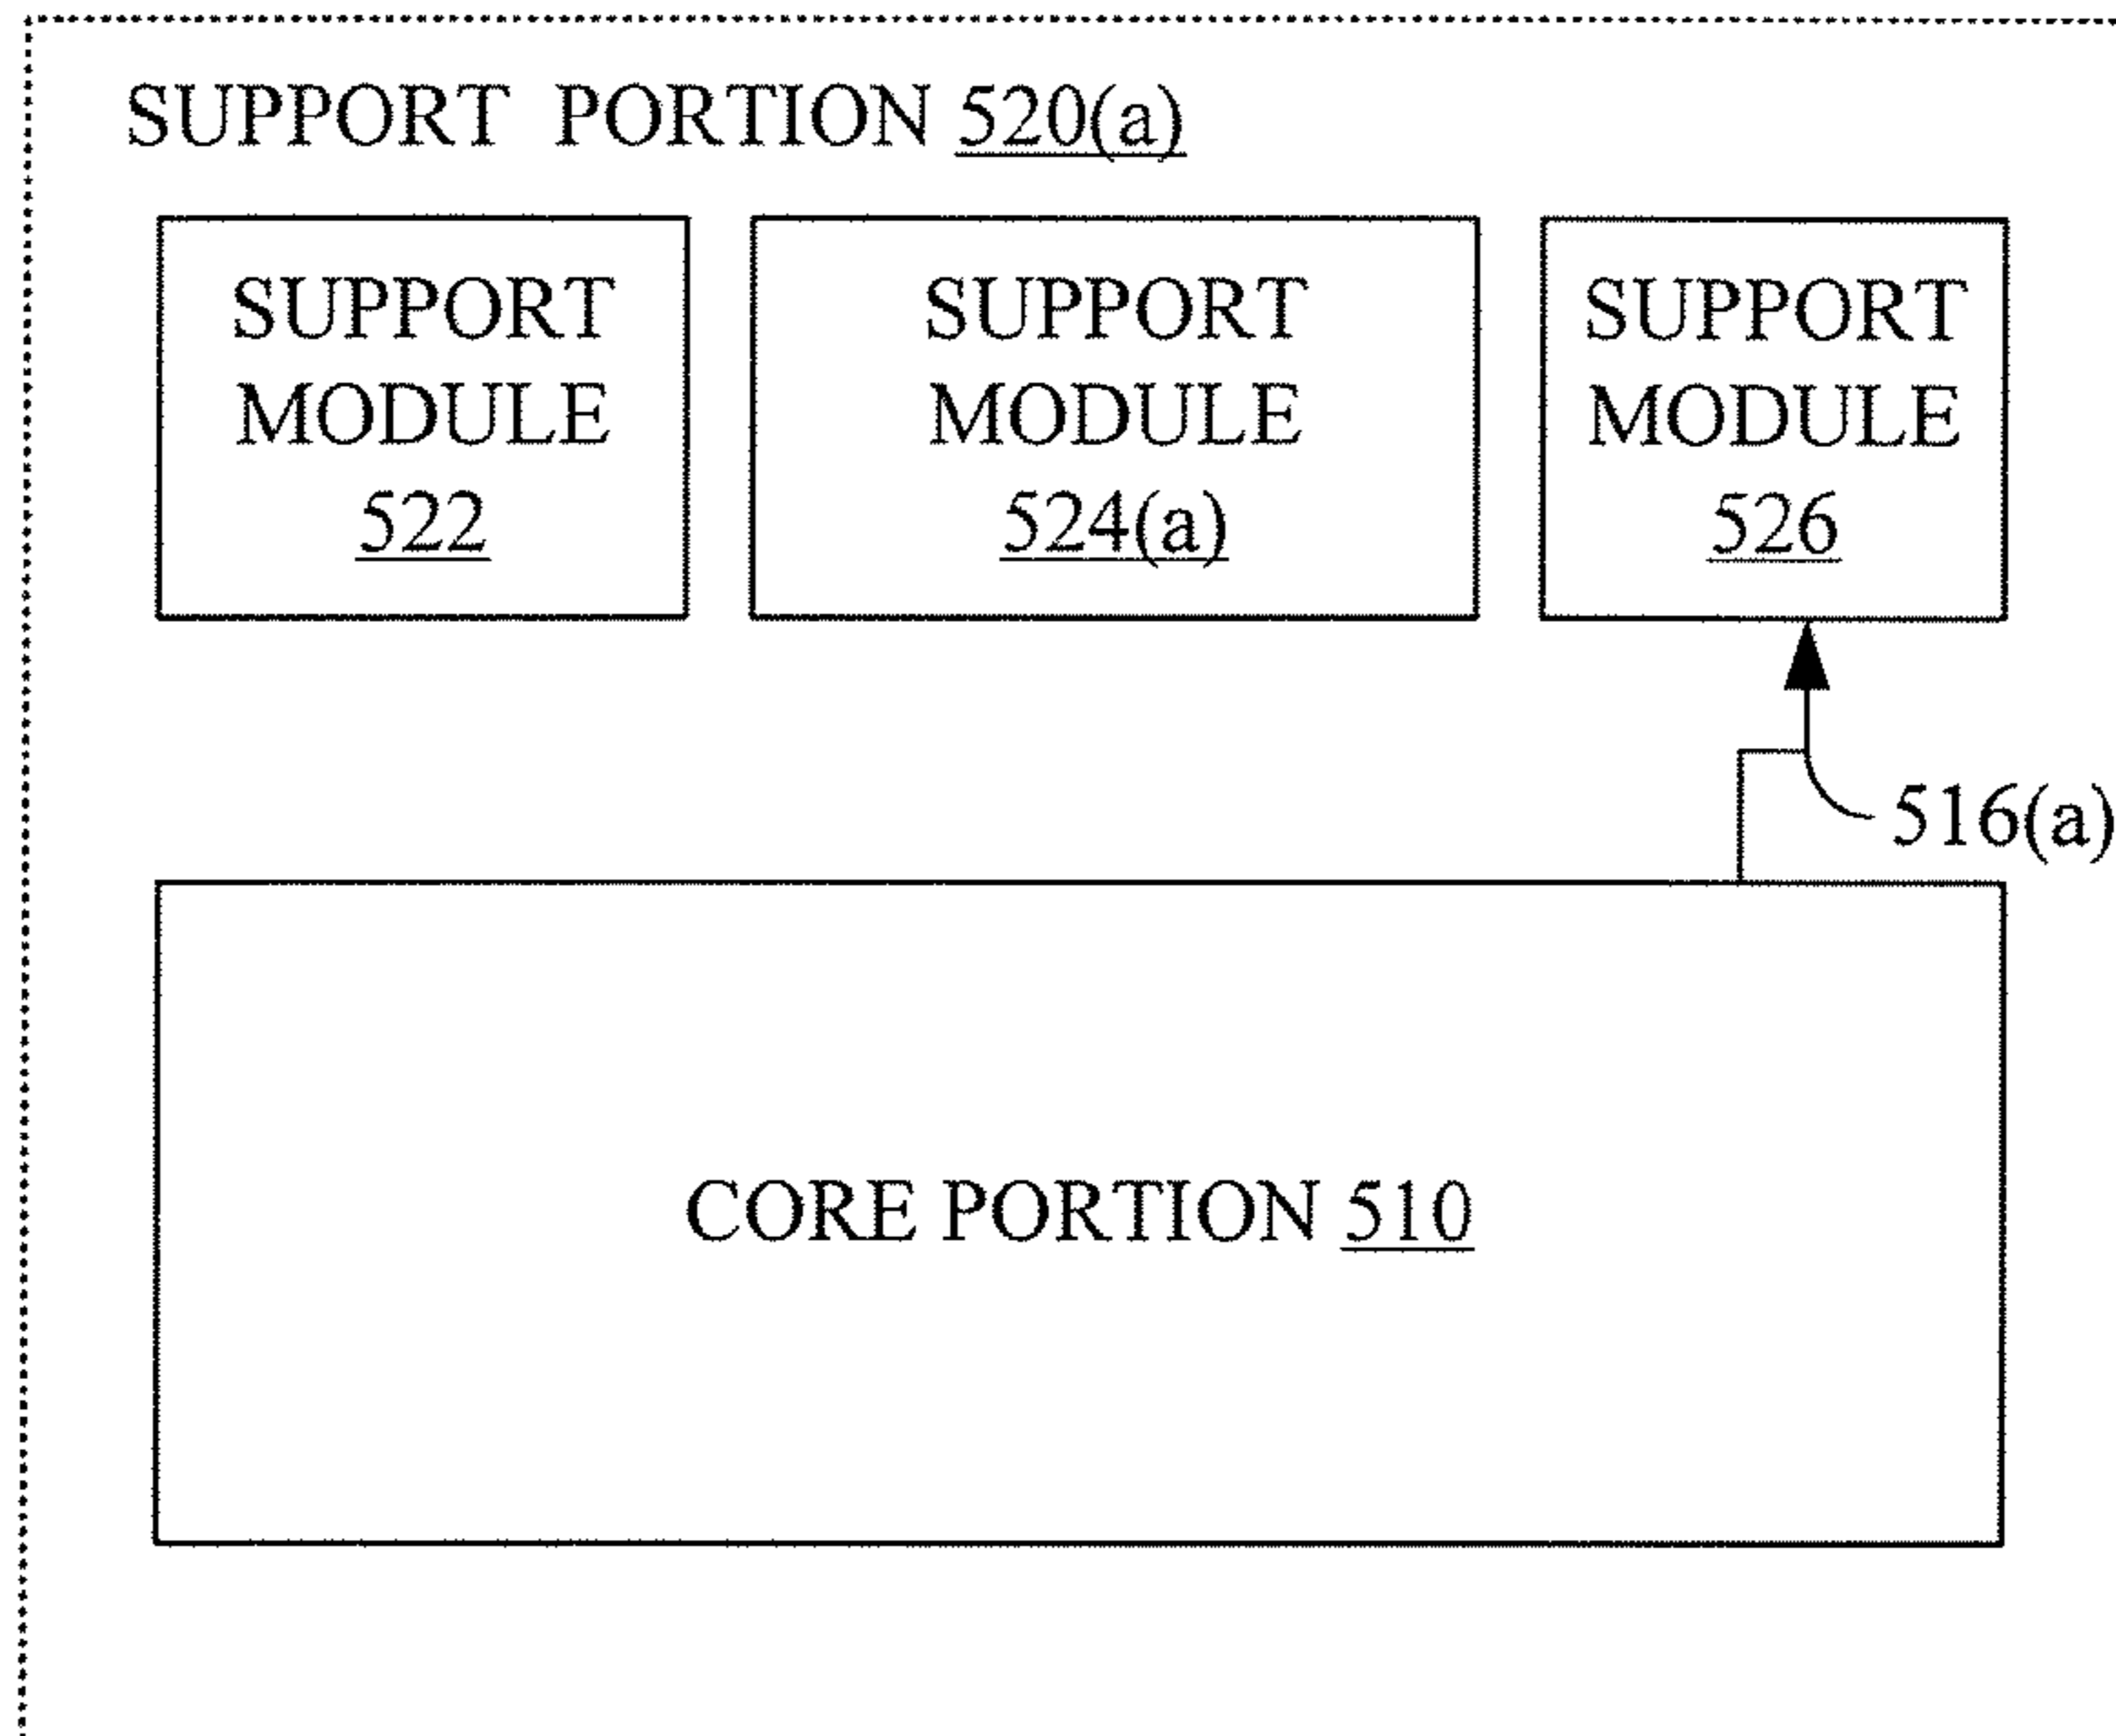 SUPPORT PORTION 520(a)
SUPPORT
MODULE
522
SUPPORT
MODULE
524(a)
SUPPORT
MODULE
526
516(a)
CORE PORTION 510